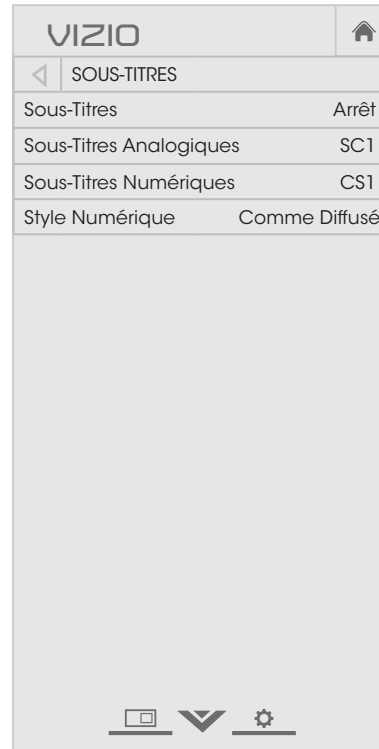 VIZIO
SOUS-TITRES
Sous-Titres Arrêt
Sous-Titres Analogiques SC1
Sous-Titres Numériques CS1
Style Numérique Comme Diffusé